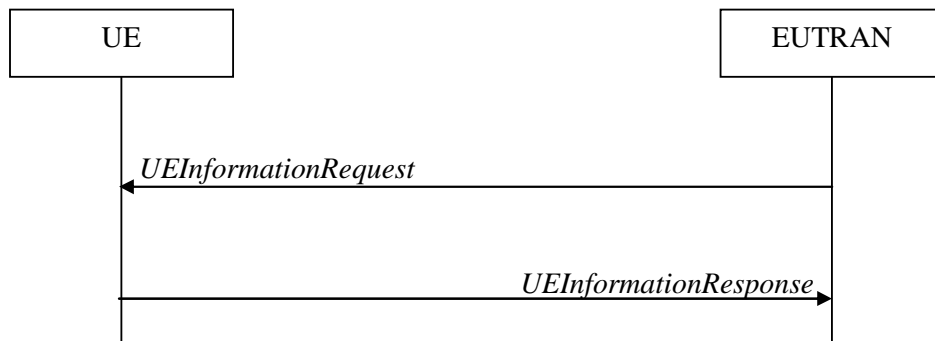 UE
EUTRAN
UEInformationRequest
UEInformationResponse